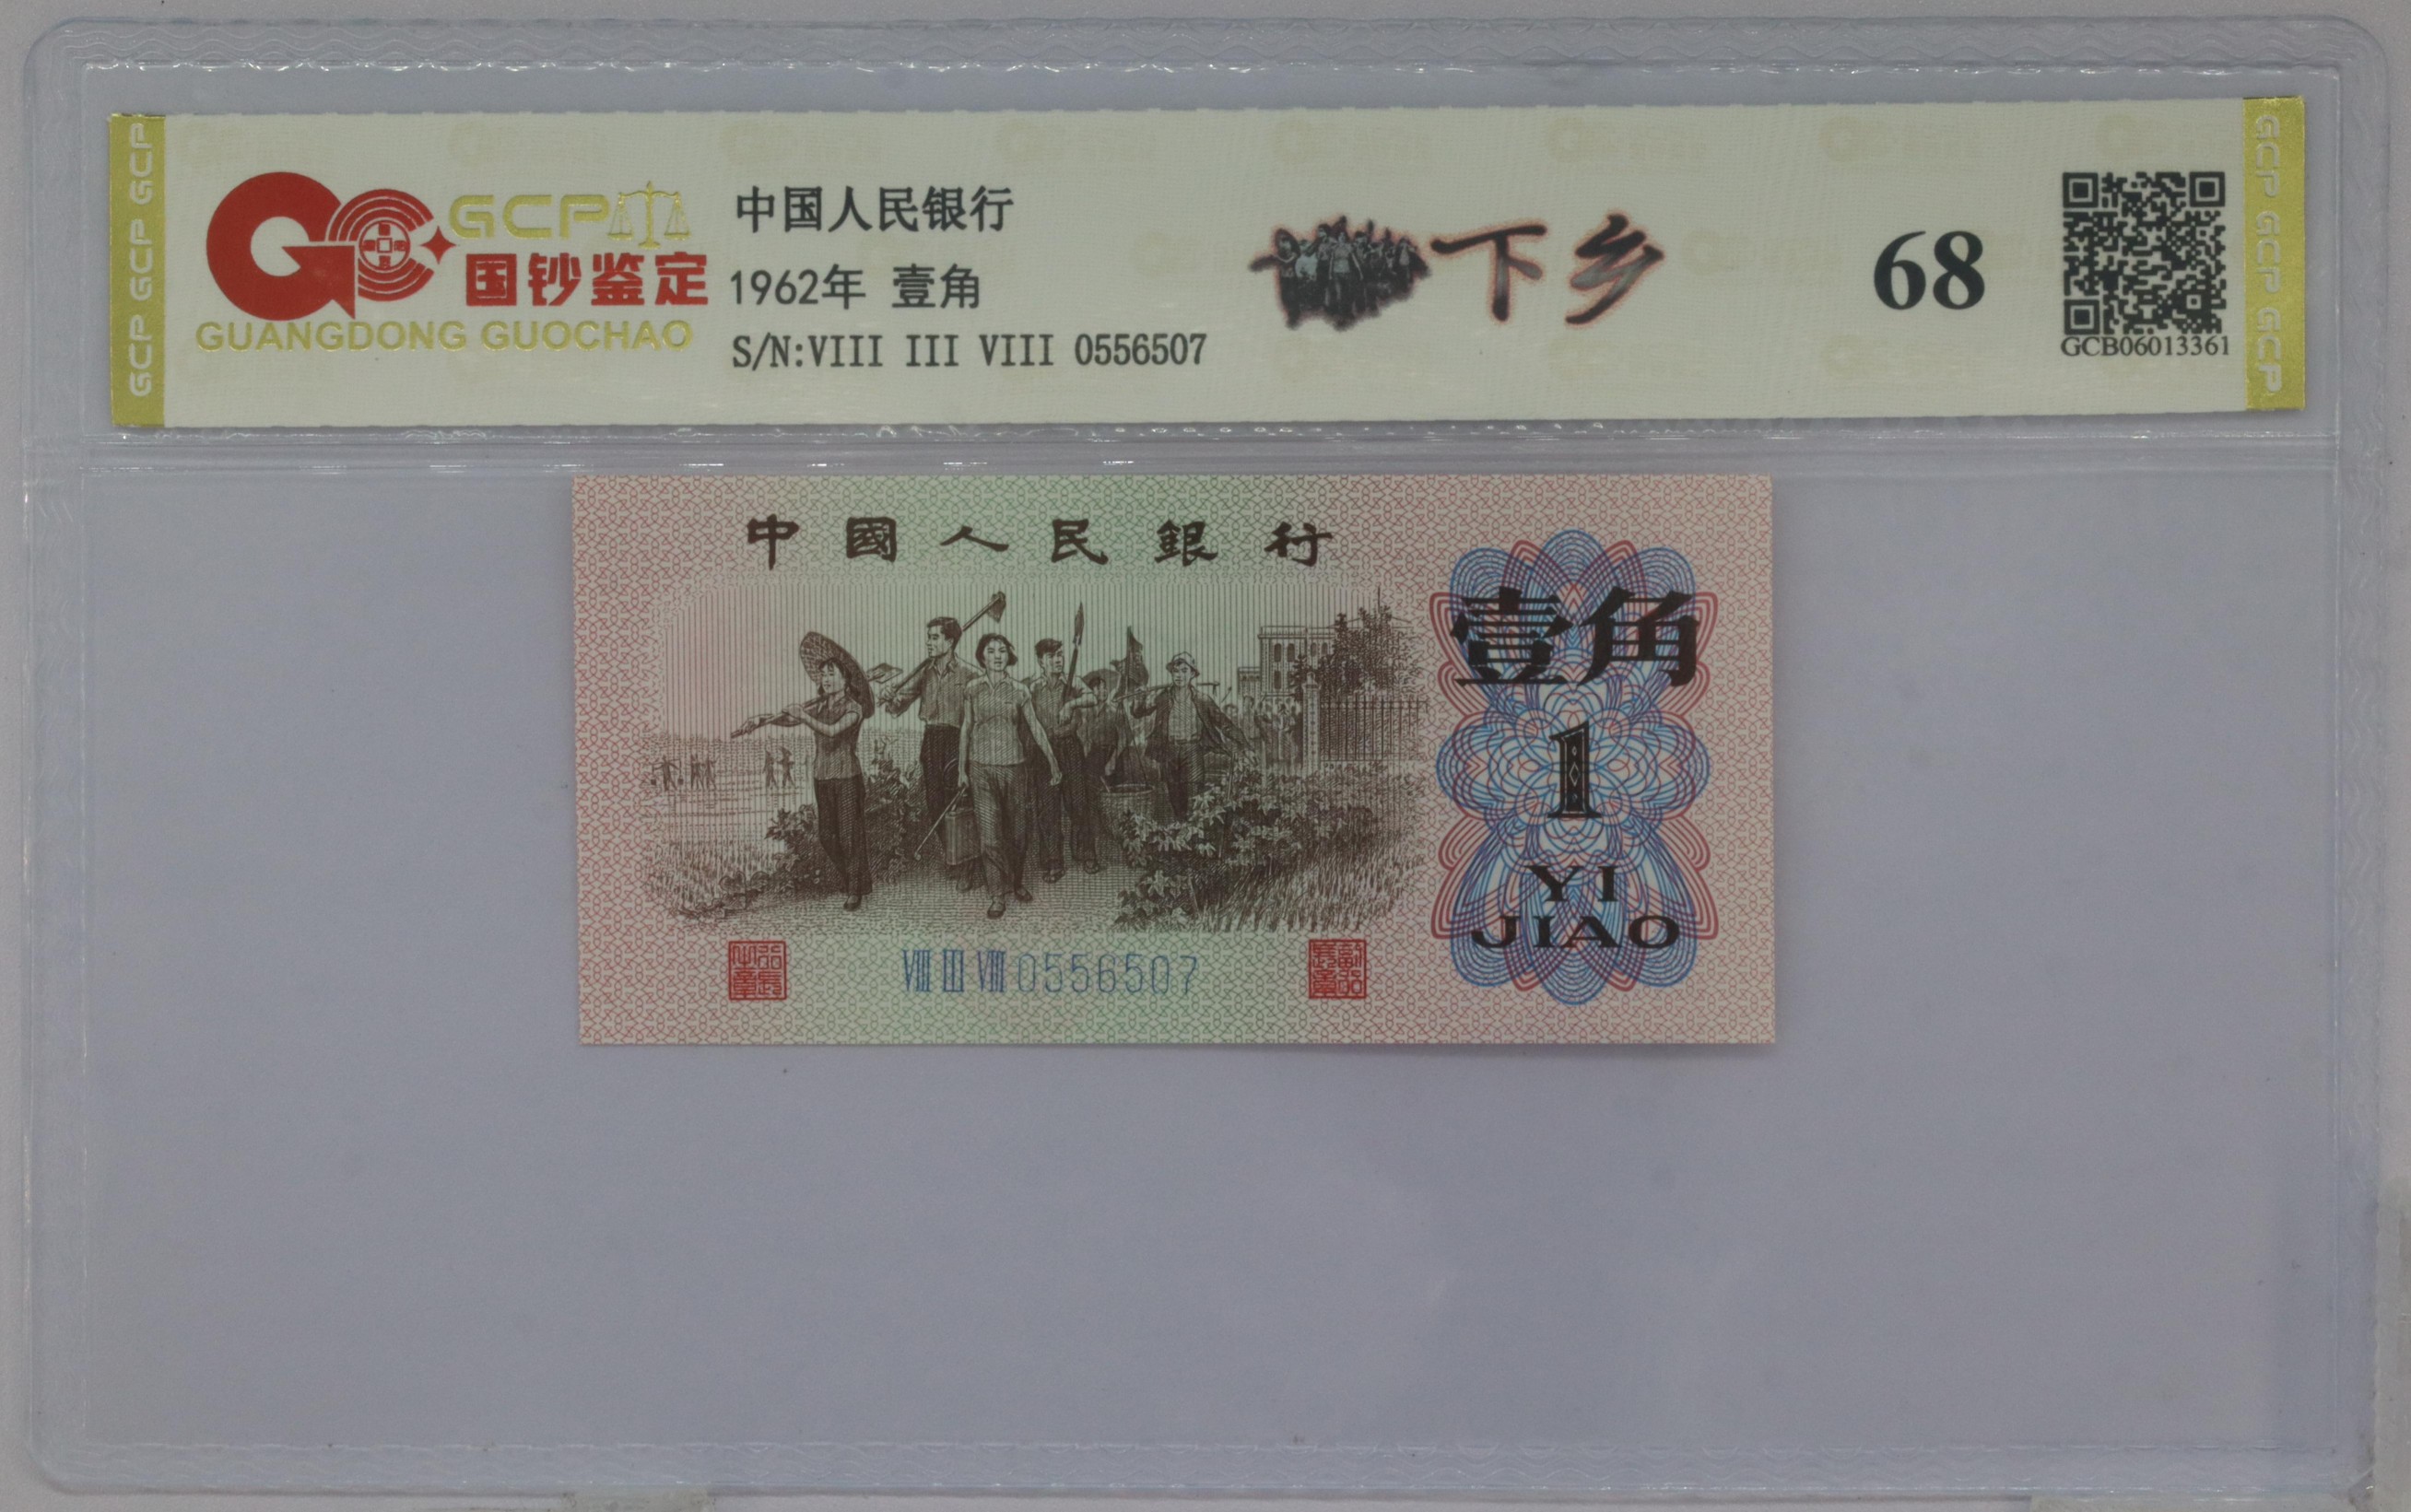 GCP GCP GCP
GCP
国钞鉴定
GUANGDONG GUOCHAO
中国人民银行
1962年 壹角
S/N:VIII III VIII 0556507
下乡
68
GCB06013361
GCP GCP GCP
中國人民銀行
壹角
1
YI
JIAO
VIII III VIII 0556507